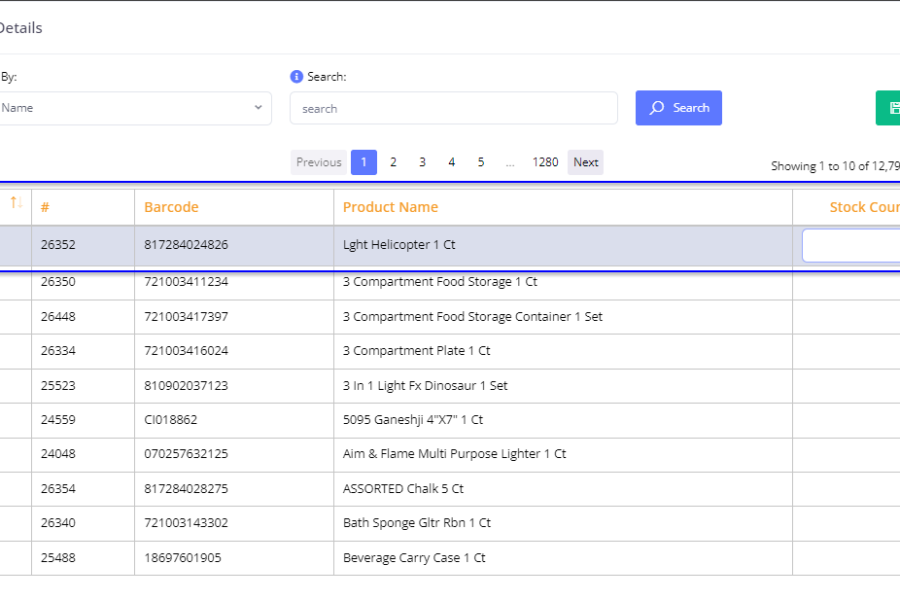 Details
By:
Search:
Name
search
Search
Previous 1 2 3 4 5 ... 1280 Next
Showing 1 to 10 of 12,79
# Barcode Product Name Stock Coun
26352 817284024826 Lght Helicopter 1 Ct
26350 721003411234 3 Compartment Food Storage 1 Ct
26448 721003417397 3 Compartment Food Storage Container 1 Set
26334 721003416024 3 Compartment Plate 1 Ct
25523 810902037123 3 In 1 Light Fx Dinosaur 1 Set
24559 CI018862 5095 Ganeshji 4"X7" 1 Ct
24048 070257632125 Aim & Flame Multi Purpose Lighter 1 Ct
26354 817284028275 ASSORTED Chalk 5 Ct
26340 721003143302 Bath Sponge Gltr Rbn 1 Ct
25488 18697601905 Beverage Carry Case 1 Ct